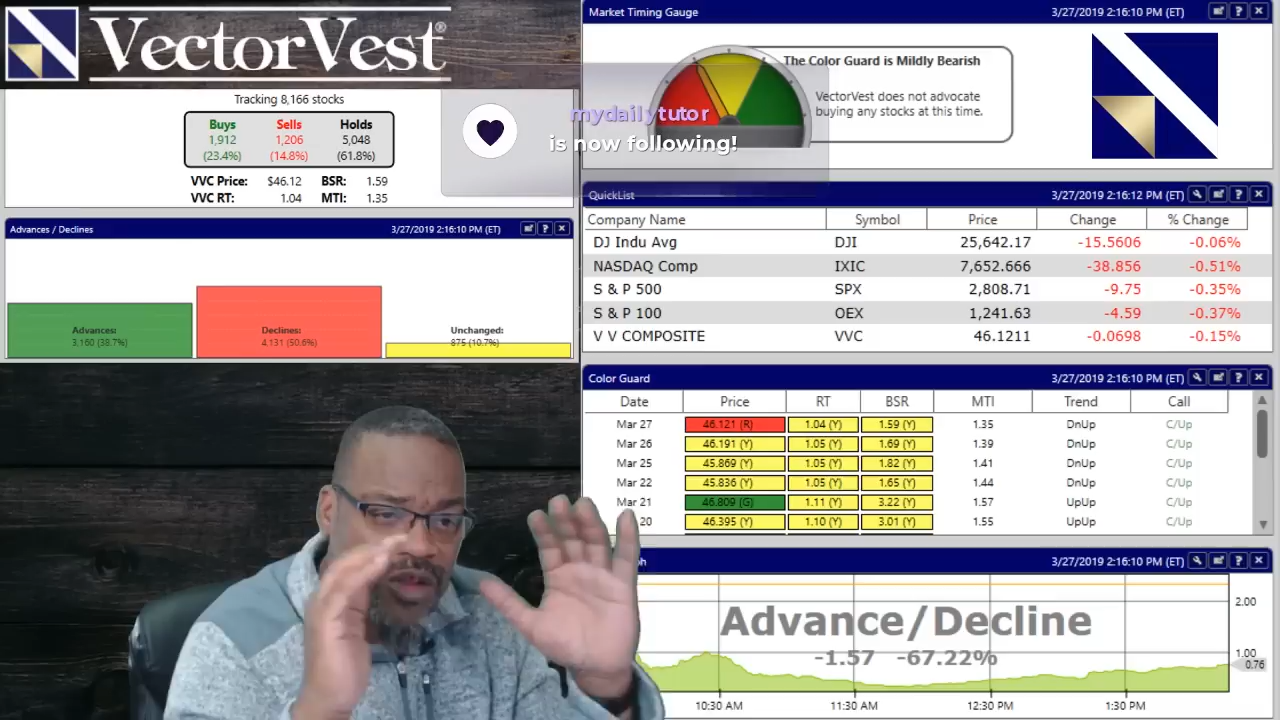 VectorVest®
Tracking 8,166 stocks
Buys Sells Holds
1,912 1,206 5,048
(23.4%) (14.8%) (61.8%)
VVC Price: $46.12 BSR: 1.59
VVC RT: 1.04 MTI: 1.35
Advances / Declines 3/27/2019 2:16:10 PM (ET)
Advances: Declines: Unchanged:
3,160 (38.7%) 4,131 (50.6%) 875 (10.7%)
mydailytutor
is now following!
Market Timing Gauge 3/27/2019 2:16:10 PM (ET)
The Color Guard is Mildly Bearish
VectorVest does not advocate
buying any stocks at this time.
QuickList 3/27/2019 2:16:12 PM (ET)
Company Name Symbol Price Change % Change
DJ Indu Avg DJI 25,642.17 -15.5606 -0.06%
NASDAQ Comp IXIC 7,652.666 -38.856 -0.51%
S & P 500 SPX 2,808.71 -9.75 -0.35%
S & P 100 OEX 1,241.63 -4.59 -0.37%
V V COMPOSITE VVC 46.1211 -0.0698 -0.15%
Color Guard 3/27/2019 2:16:10 PM (ET)
Date Price RT BSR MTI Trend Call
Mar 27 46.121 (R) 1.04 (Y) 1.59 (Y) 1.35 DnUp C/Up
Mar 26 46.191 (Y) 1.05 (Y) 1.69 (Y) 1.39 DnUp C/Up
Mar 25 45.869 (Y) 1.05 (Y) 1.82 (Y) 1.41 DnUp C/Up
Mar 22 45.836 (Y) 1.05 (Y) 1.65 (Y) 1.44 DnUp C/Up
Mar 21 46.809 (G) 1.11 (Y) 3.22 (Y) 1.57 UpUp C/Up
20 46.395 (Y) 1.10 (Y) 3.01 (Y) 1.55 UpUp C/Up
3/27/2019 2:16:10 PM (ET)
Advance/Decline
-1.57 -67.22%
2.00
1.00
0.76
10:30 AM 11:30 AM 12:30 PM 1:30 PM